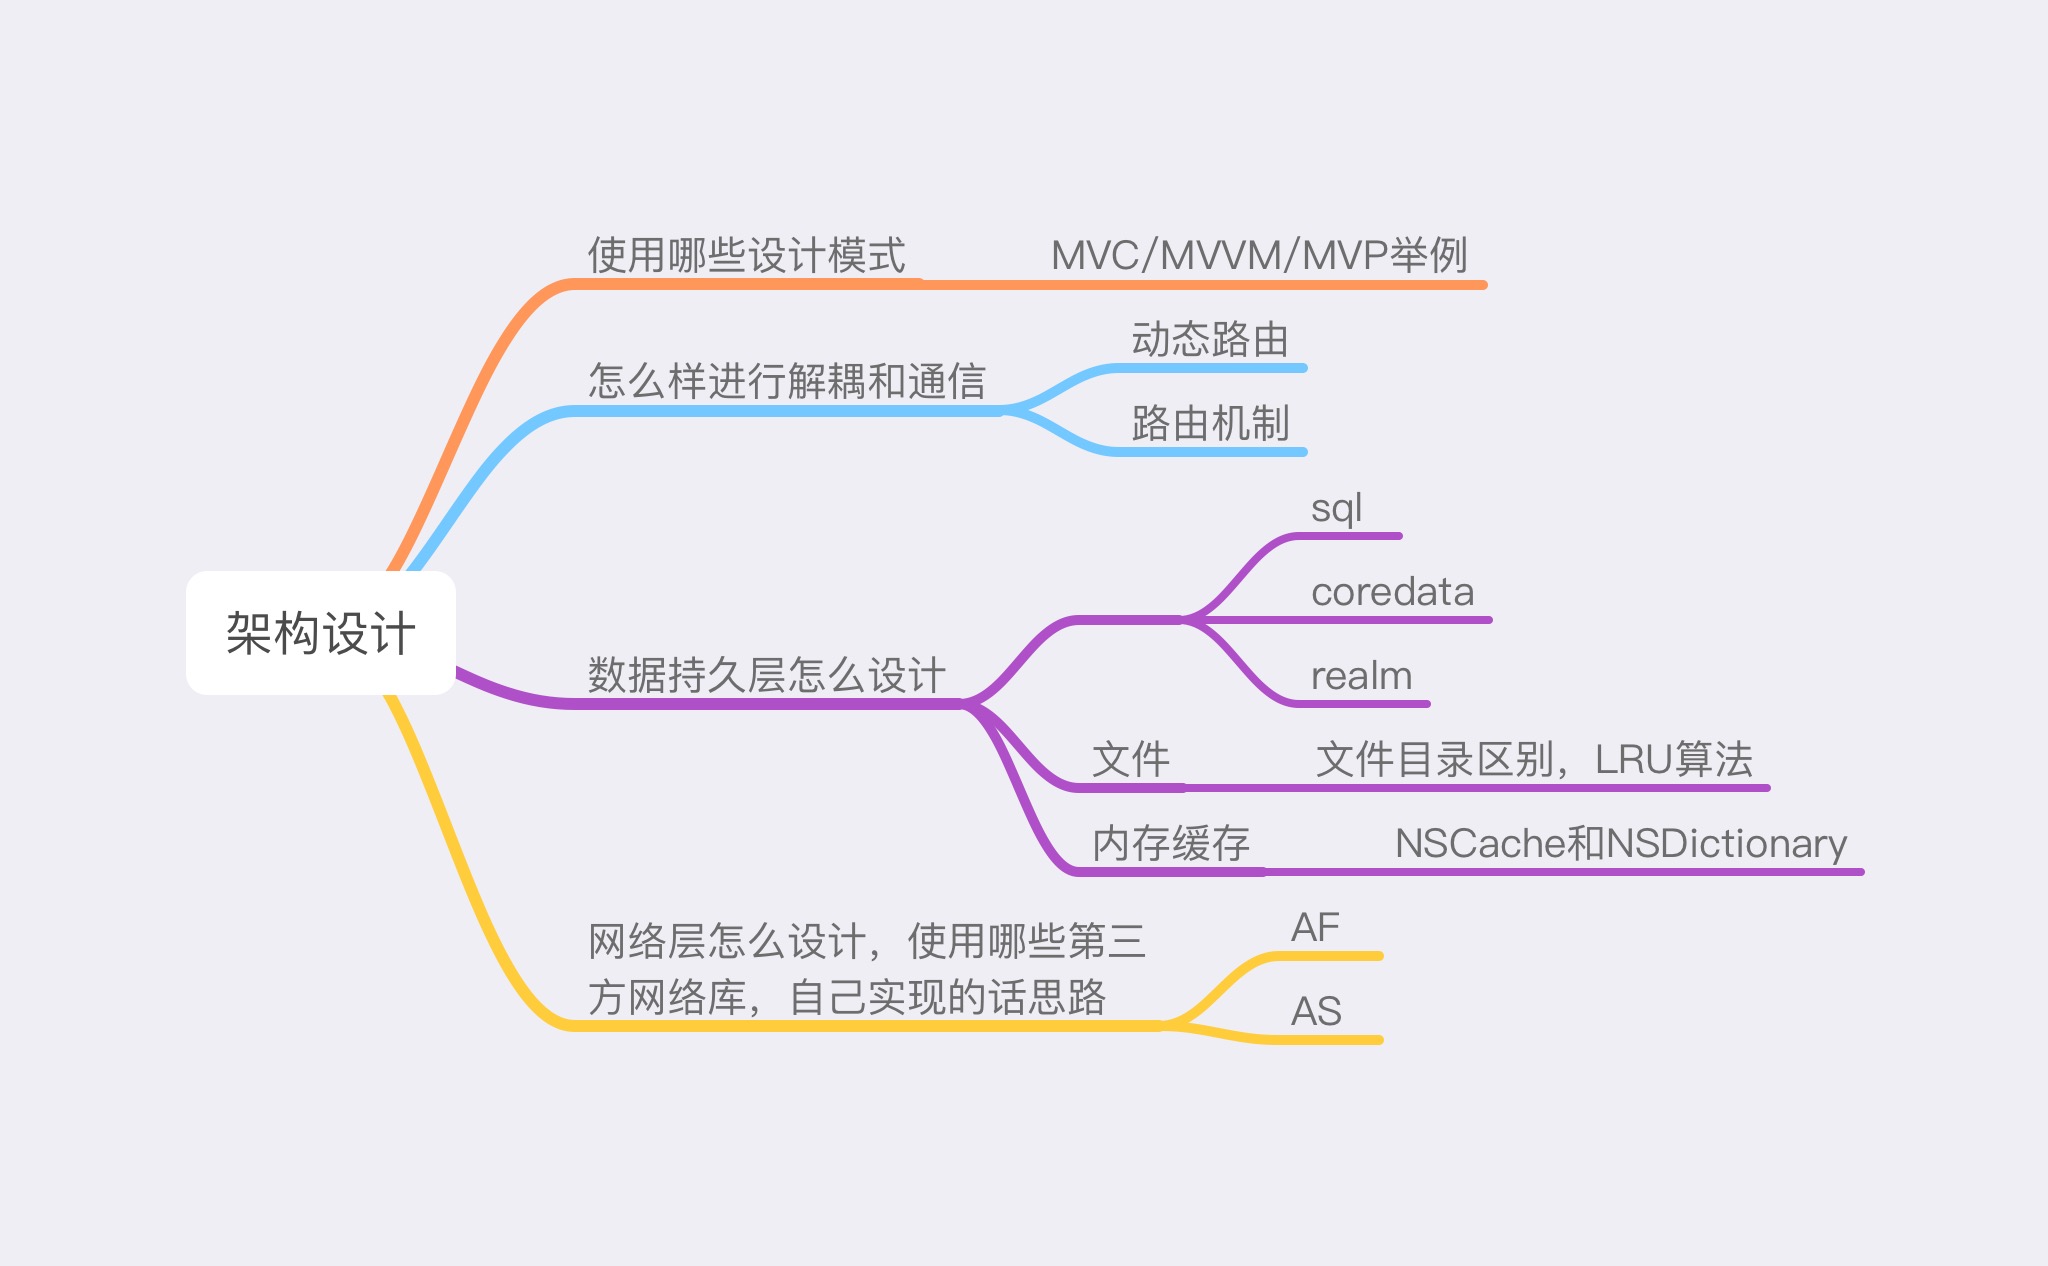 使用哪些设计模式
MVC/MVVM/MVP举例
动态路由
怎么样进行解耦和通信
路由机制
sql
coredata
架构设计
数据持久层怎么设计
realm
文件
文件目录区别，LRU算法
内存缓存
NSCache和NSDictionary
网络层怎么设计，使用哪些第三
方网络库，自己实现的话思路
AF
AS